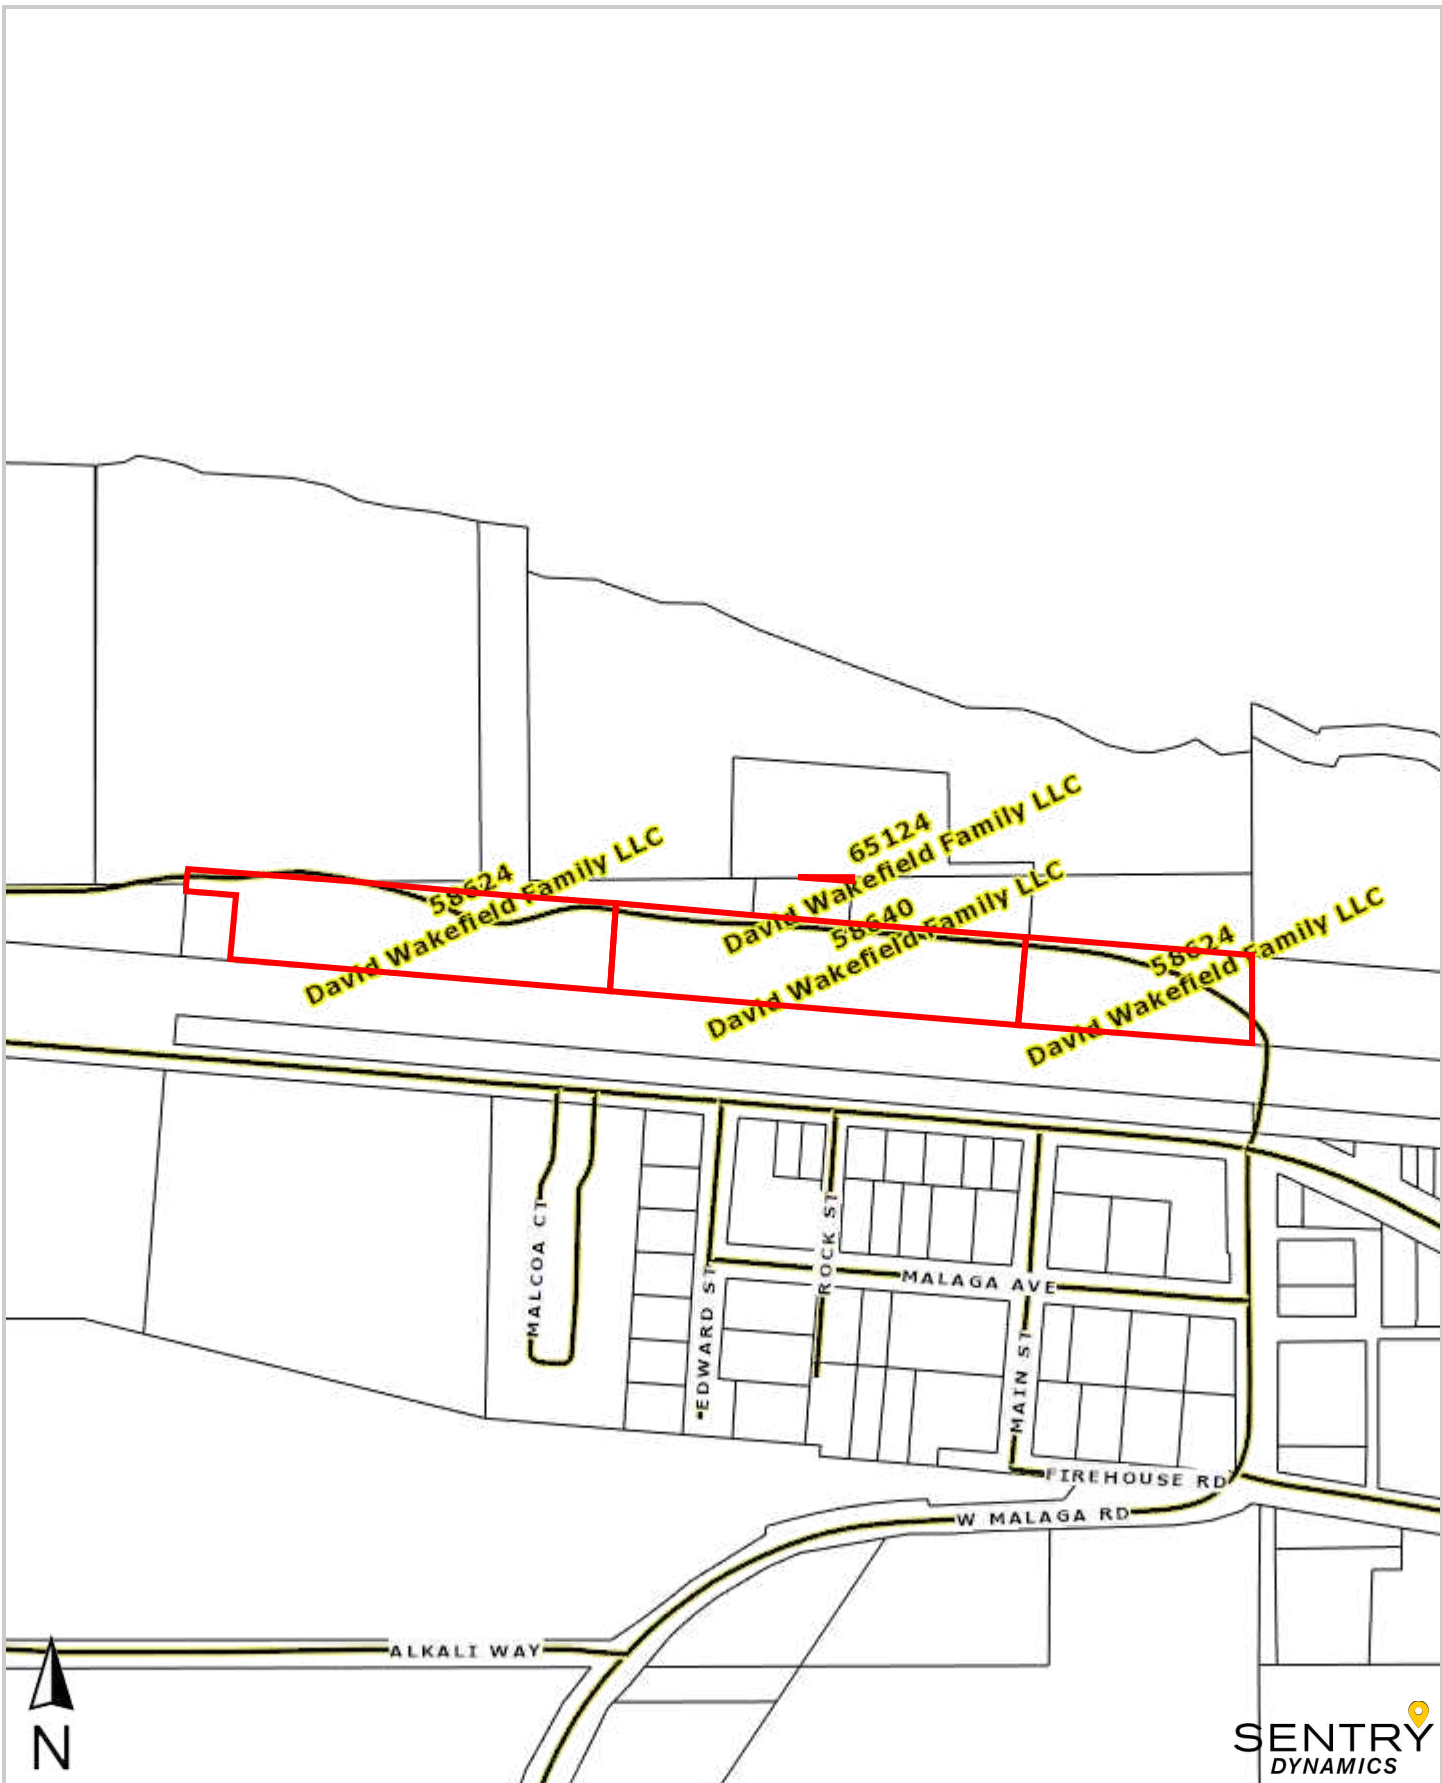 65124
David Wakefield Family LLC
58624
David Wakefield Family LLC
58640
David Wakefield Family LLC
58624
David Wakefield Family LLC
MALCOA CT
EDWARD ST
ROCK ST
MALAGA AVE
MAIN ST
FIREHOUSE RD
W MALAGA RD
ALKALI WAY
N
SENTRY
DYNAMICS